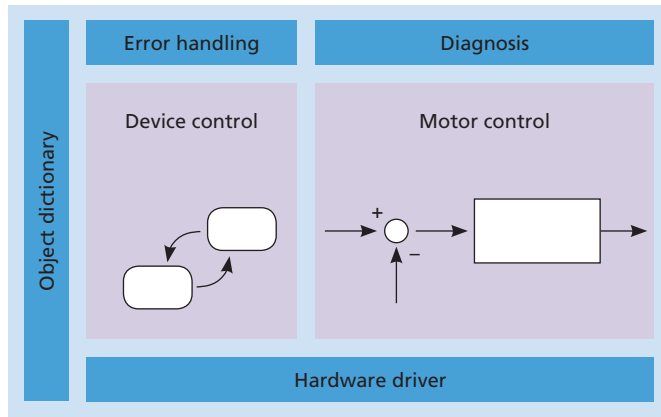 Object dictionary
Error handling
Diagnosis
Device control
Motor control
+
−
Hardware driver